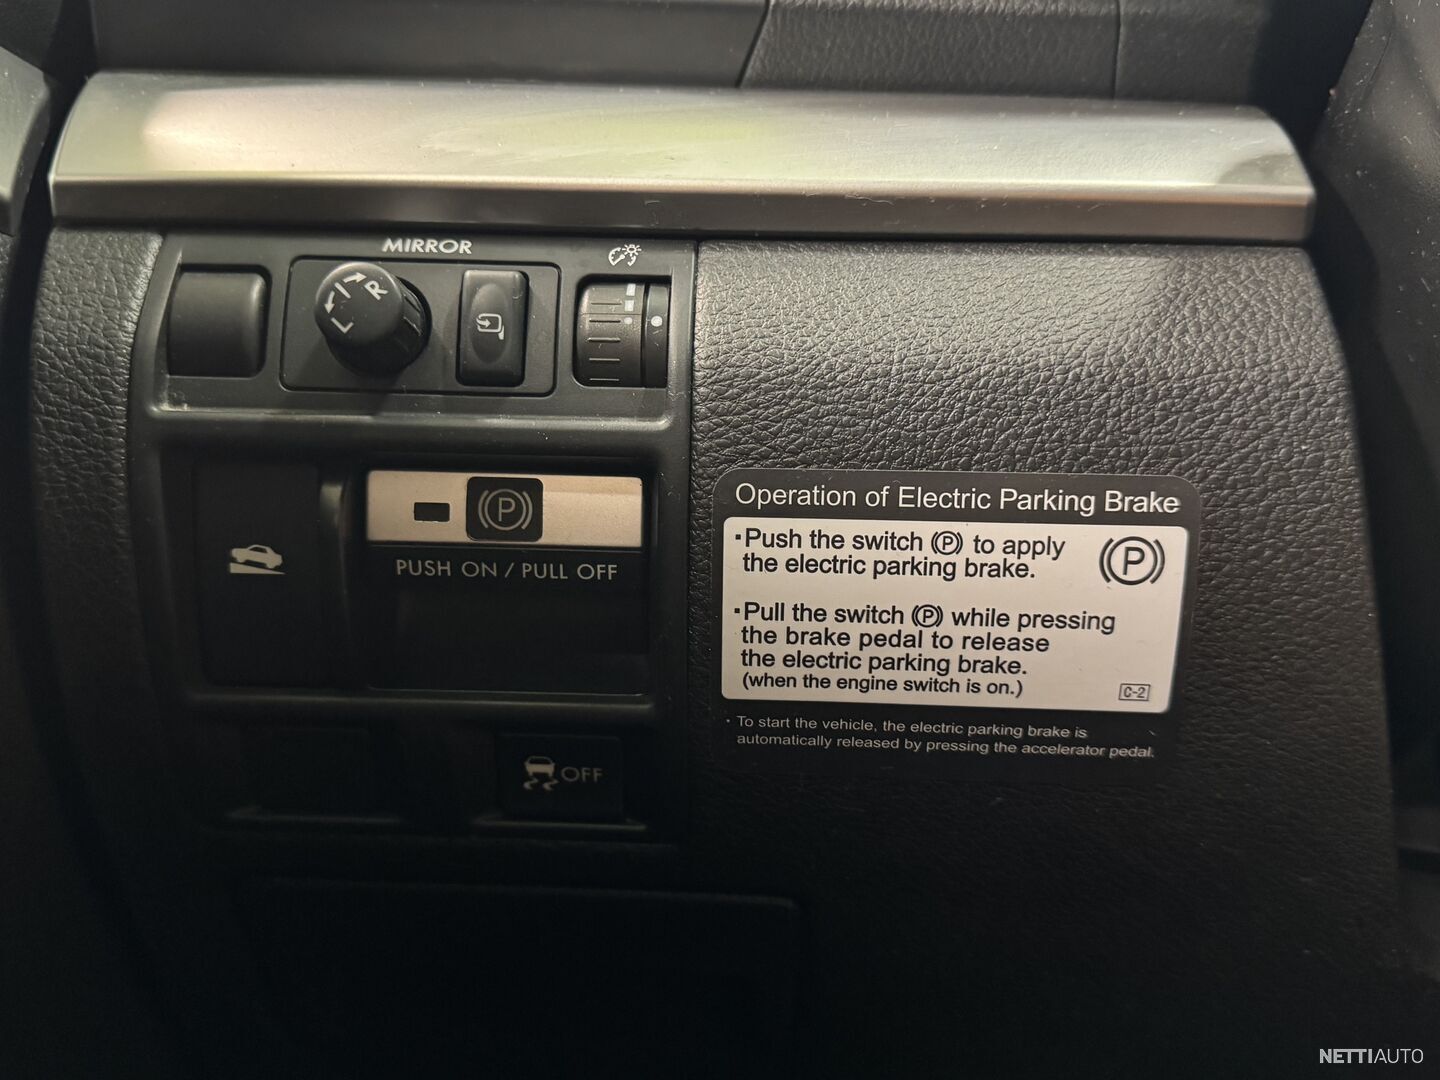 MIRROR
L R
P
PUSH ON / PULL OFF
OFF
Operation of Electric Parking Brake
·Push the switch (P) to apply
the electric parking brake.
(P)
·Pull the switch (P) while pressing
the brake pedal to release
the electric parking brake.
(when the engine switch is on.)
C-2
· To start the vehicle, the electric parking brake is
automatically released by pressing the accelerator pedal.
NETTIAUTO